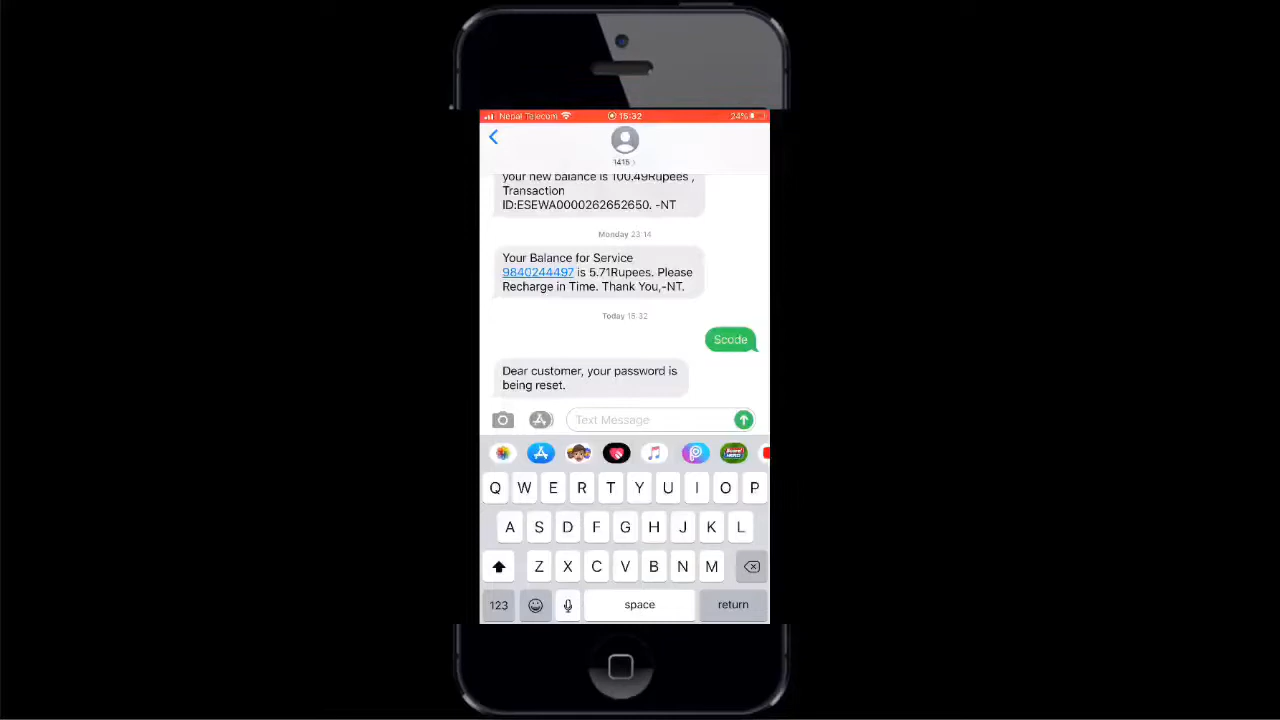 Nepal Telecom
15:32
24%
1415
your new balance is 100.49Rupees ,
Transaction
ID:ESEWA0000262652650. -NT
Monday 23:14
Your Balance for Service
9840244497 is 5.71Rupees. Please
Recharge in Time. Thank You,-NT.
Today 15:32
Scode
Dear customer, your password is
being reset.
Text Message
Q W E R T Y U I O P
A S D F G H J K L
Z X C V B N M
123 space return